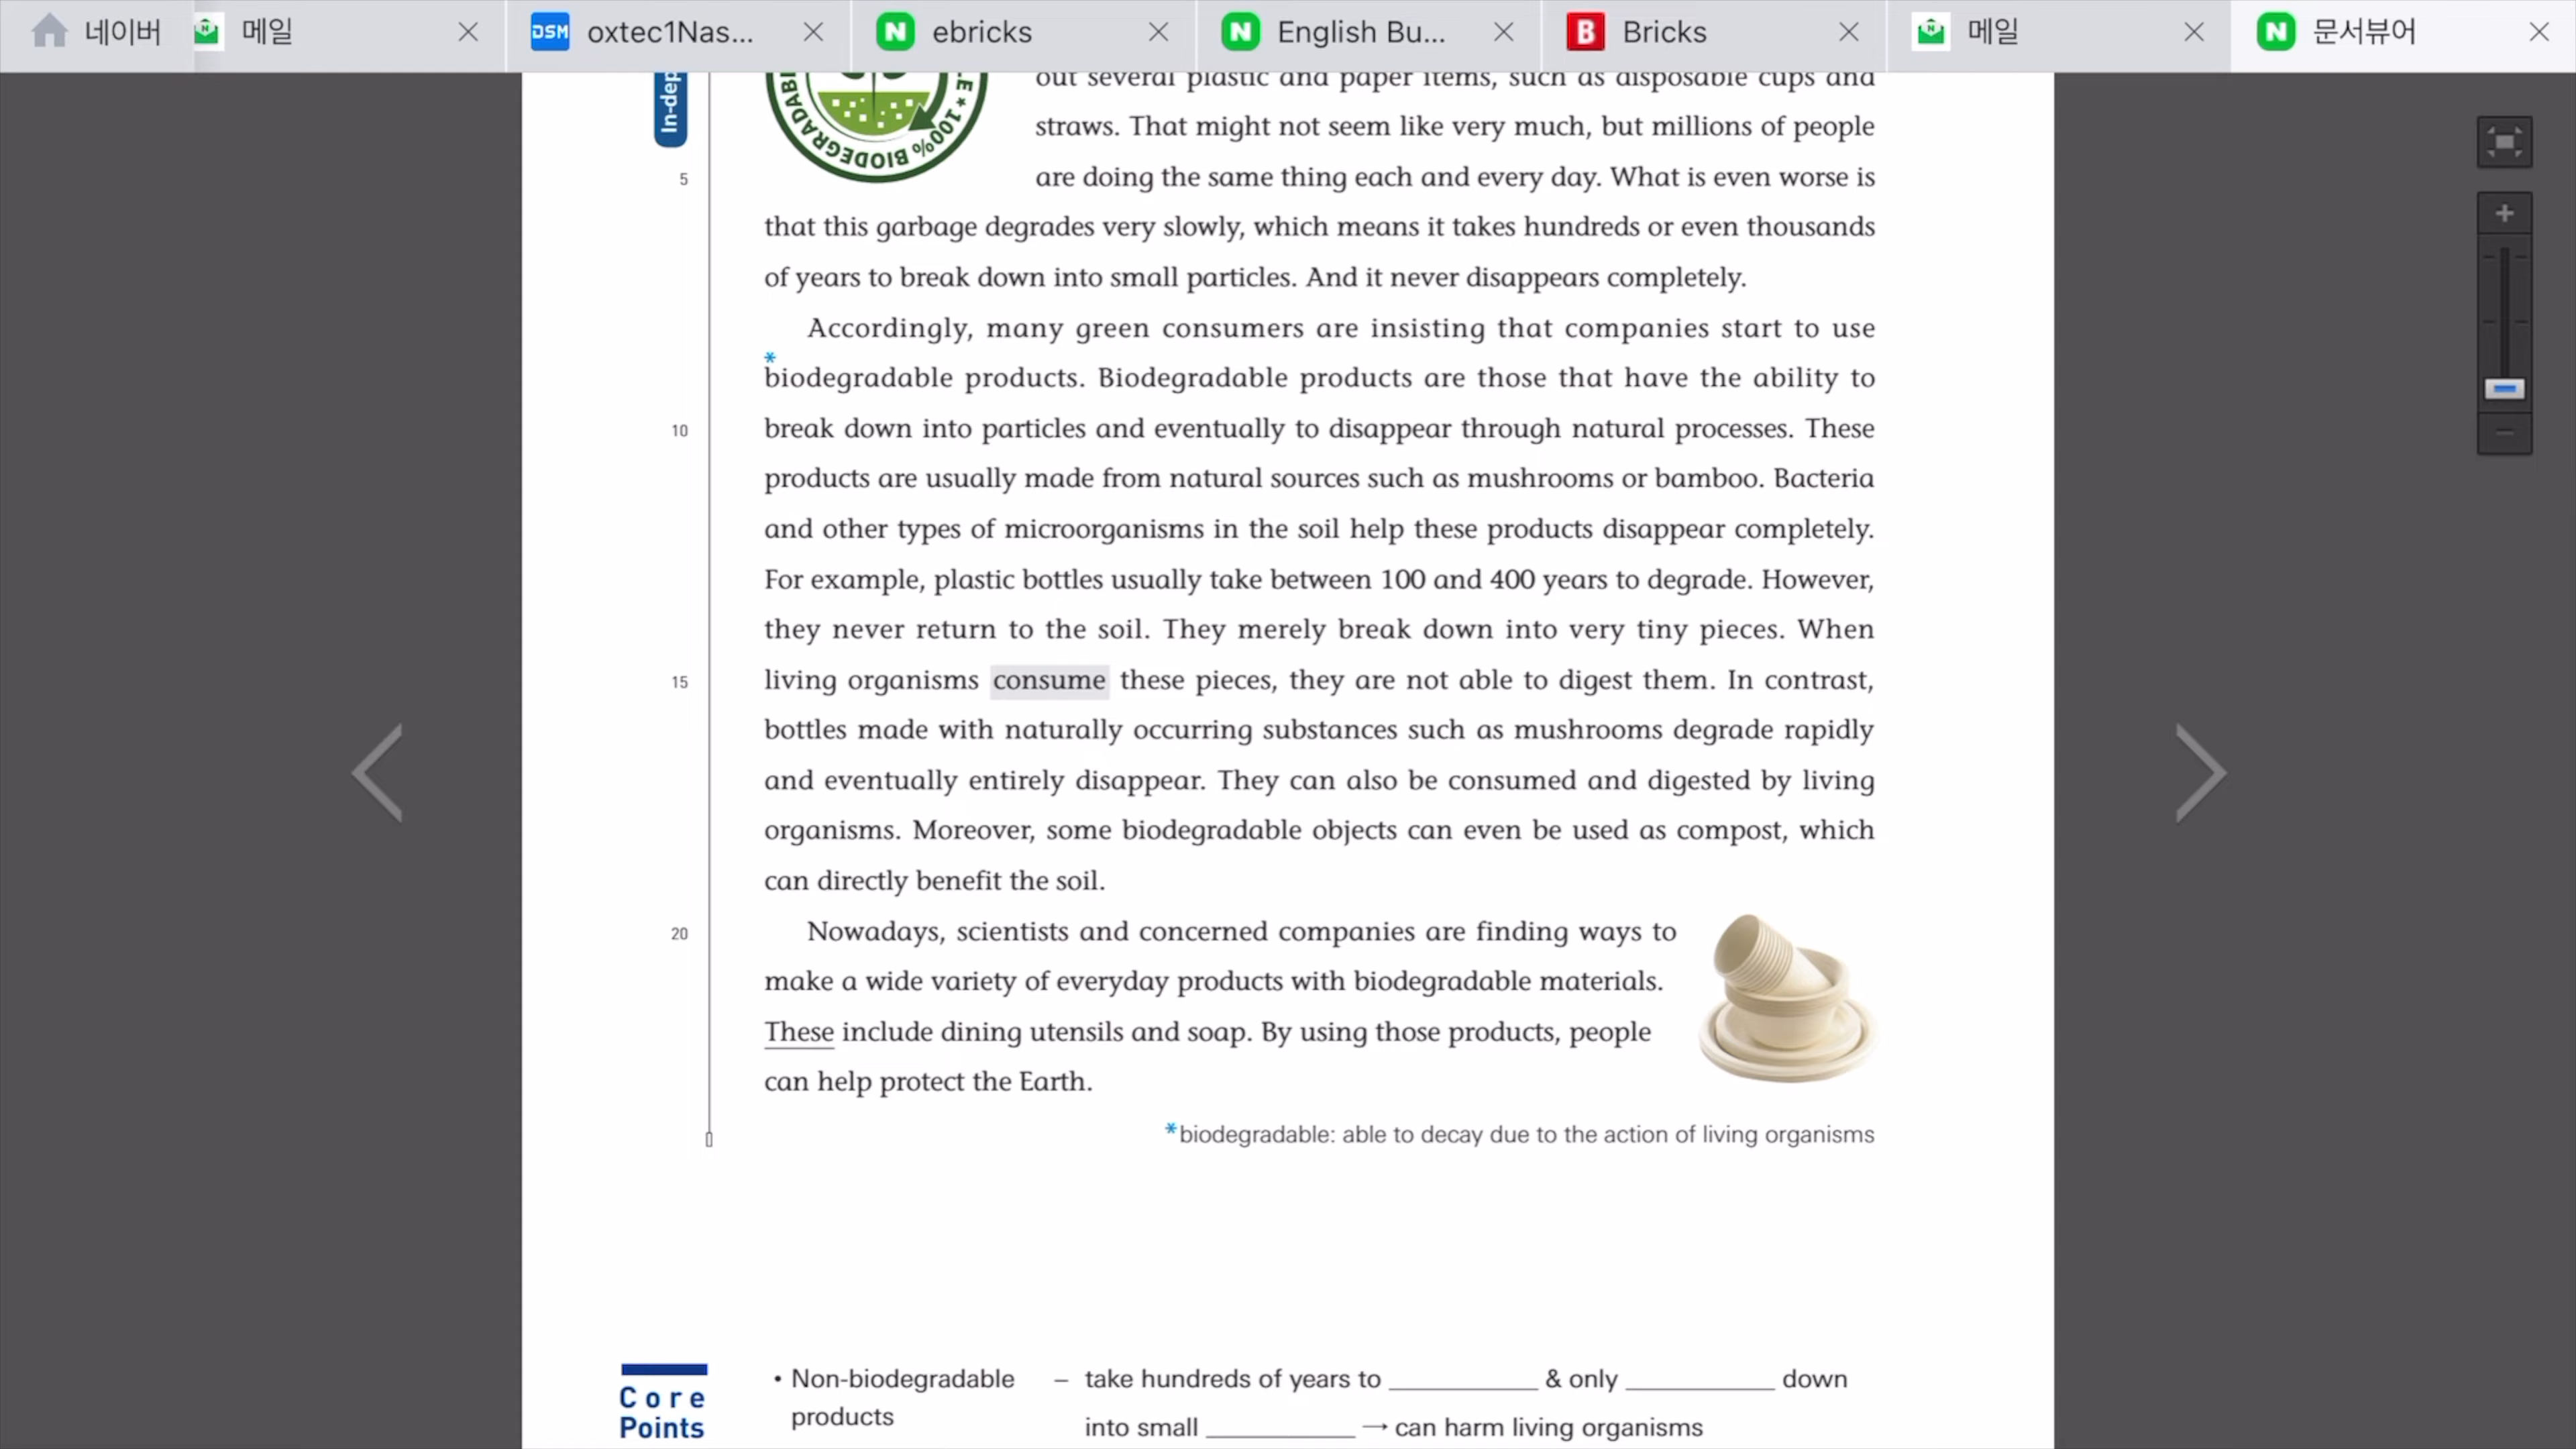 네이버
메일
DSM oxtec1Nas...
N ebricks
N English Bu...
B Bricks
메일
N 문서뷰어
In-dep
BIODEGRADABLE ★ 100% BIODEGRADABL
out several plastic and paper items, such as disposable cups and
straws. That might not seem like very much, but millions of people
5
are doing the same thing each and every day. What is even worse is
that this garbage degrades very slowly, which means it takes hundreds or even thousands
of years to break down into small particles. And it never disappears completely.
Accordingly, many green consumers are insisting that companies start to use
*biodegradable products. Biodegradable products are those that have the ability to
10
break down into particles and eventually to disappear through natural processes. These
products are usually made from natural sources such as mushrooms or bamboo. Bacteria
and other types of microorganisms in the soil help these products disappear completely.
For example, plastic bottles usually take between 100 and 400 years to degrade. However,
they never return to the soil. They merely break down into very tiny pieces. When
15
living organisms consume these pieces, they are not able to digest them. In contrast,
bottles made with naturally occurring substances such as mushrooms degrade rapidly
and eventually entirely disappear. They can also be consumed and digested by living
organisms. Moreover, some biodegradable objects can even be used as compost, which
can directly benefit the soil.
20
Nowadays, scientists and concerned companies are finding ways to
make a wide variety of everyday products with biodegradable materials.
These include dining utensils and soap. By using those products, people
can help protect the Earth.
*biodegradable: able to decay due to the action of living organisms
Core
Points
• Non-biodegradable
products
– take hundreds of years to ___________ & only ___________ down
into small ___________ → can harm living organisms